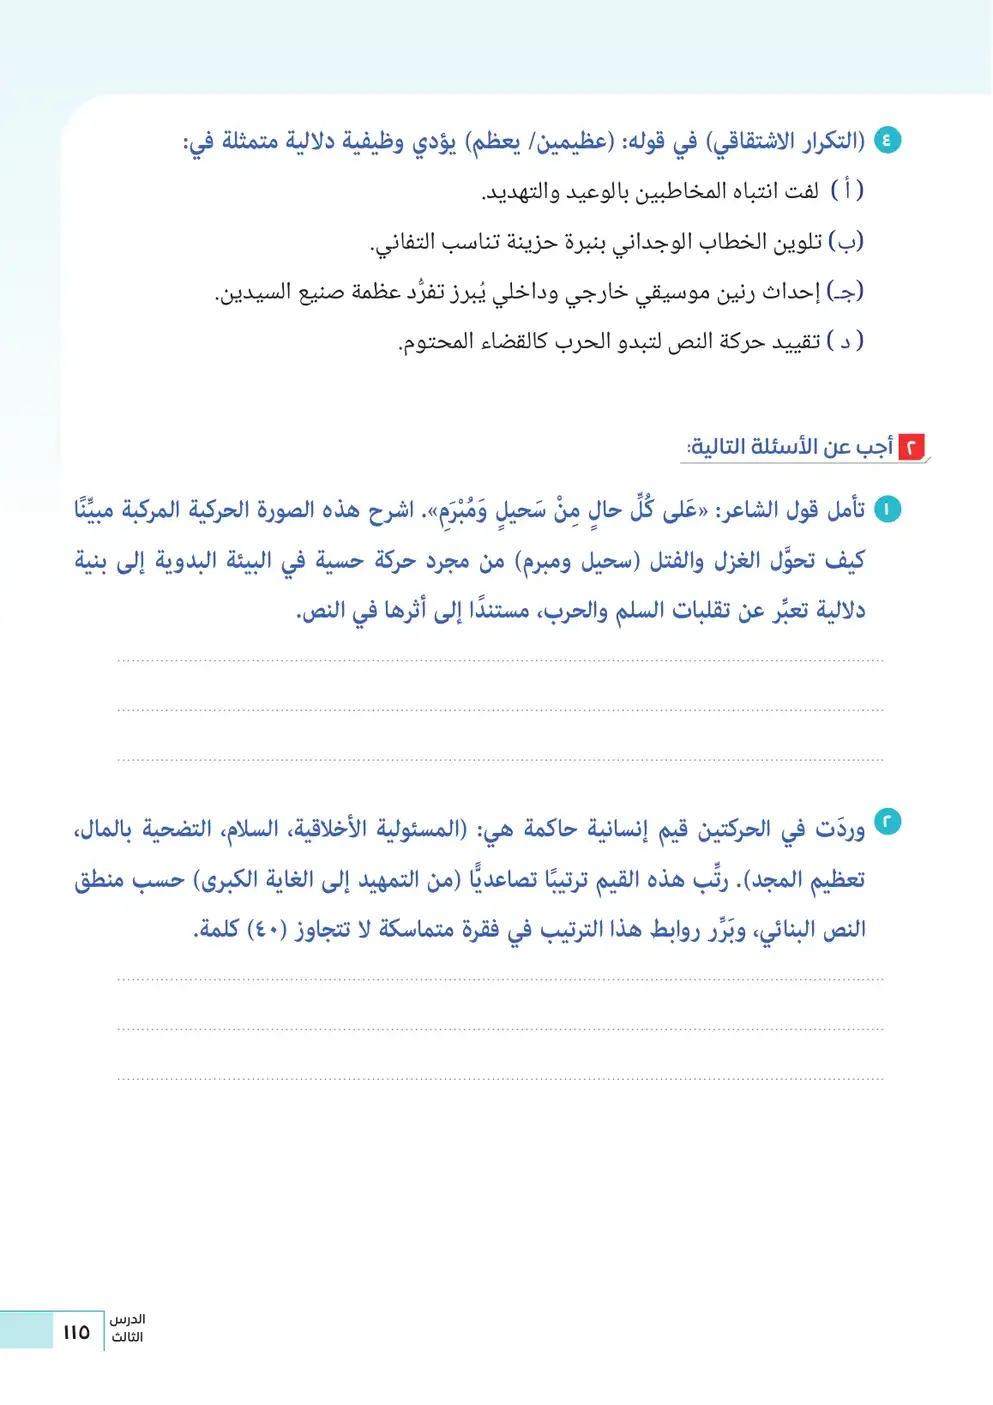 ٤ (التكرار الاشتقاقي) في قوله: (عظيمين/ يعظم) يؤدي وظيفية دلالية متمثلة في:
( أ ) لفت انتباه المخاطبين بالوعيد والتهديد.
(ب) تلوين الخطاب الوجداني بنبرة حزينة تناسب التفاني.
(جـ) إحداث رنين موسيقي خارجي وداخلي يُبرز تفرُّد عظمة صنيع السيدين.
( د ) تقييد حركة النص لتبدو الحرب كالقضاء المحتوم.
٢ أجب عن الأسئلة التالية:
١ تأمل قول الشاعر: «عَلى كُلِّ حالٍ مِنْ سَحيلٍ وَمُبْرَمِ». اشرح هذه الصورة الحركية المركبة مبيِّنًا
كيف تحوَّل الغزل والفتل (سحيل ومبرم) من مجرد حركة حسية في البيئة البدوية إلى بنية
دلالية تعبِّر عن تقلبات السلم والحرب، مستندًا إلى أثرها في النص.
٢ وردَت في الحركتين قيم إنسانية حاكمة هي: (المسئولية الأخلاقية، السلام، التضحية بالمال،
تعظيم المجد). رتِّب هذه القيم ترتيبًا تصاعديًّا (من التمهيد إلى الغاية الكبرى) حسب منطق
النص البنائي، وبَرِّر روابط هذا الترتيب في فقرة متماسكة لا تتجاوز (٤٠) كلمة.
الدرس
الثالث
١١٥